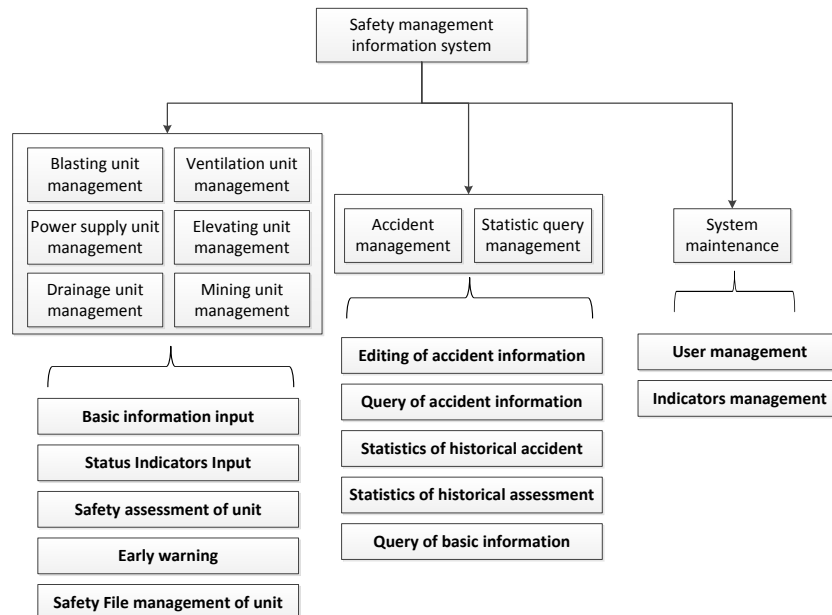 Safety management
information system
Blasting unit
management
Ventilation unit
management
Power supply unit
management
Elevating unit
management
Drainage unit
management
Mining unit
management
Accident
management
Statistic query
management
System
maintenance
Basic information input
Status Indicators Input
Safety assessment of unit
Early warning
Safety File management of unit
Editing of accident information
Query of accident information
Statistics of historical accident
Statistics of historical assessment
Query of basic information
User management
Indicators management